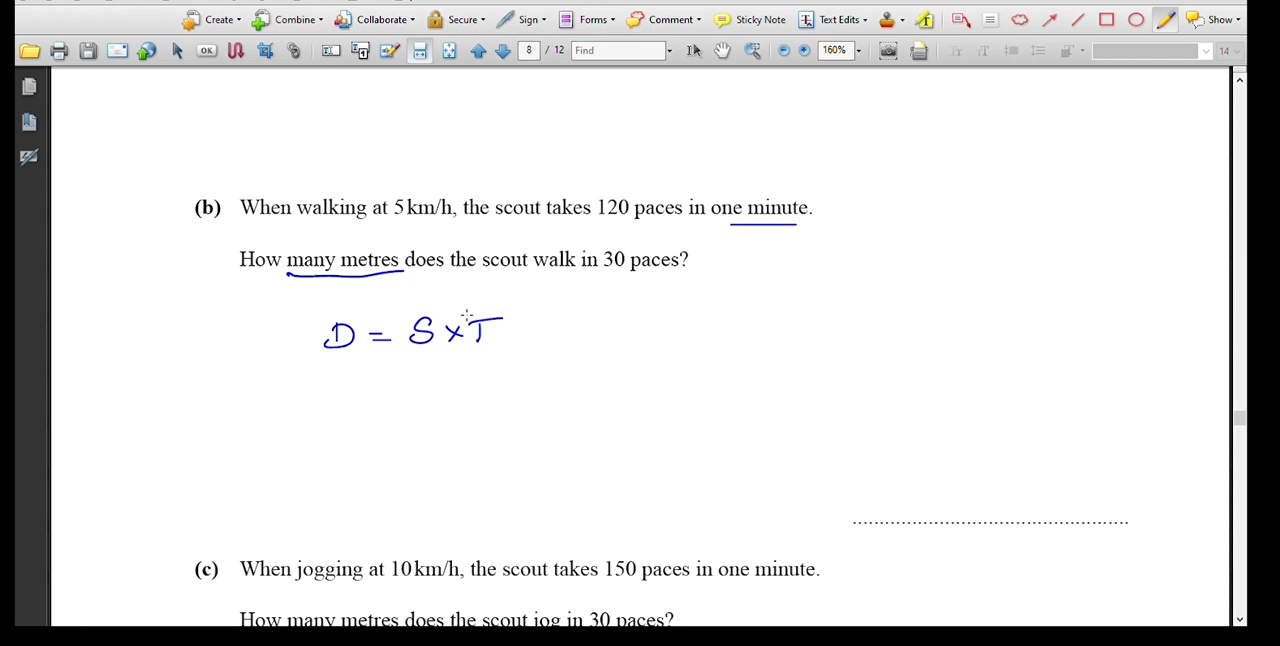 Create Combine Collaborate Secure Sign Forms Comment Sticky Note Text Edits Show
OK 8 / 12 Find 160% 14
(b) When walking at 5 km/h, the scout takes 120 paces in one minute.
How many metres does the scout walk in 30 paces?
D = S × T
................................................
(c) When jogging at 10 km/h, the scout takes 150 paces in one minute.
How many metres does the scout jog in 30 paces?